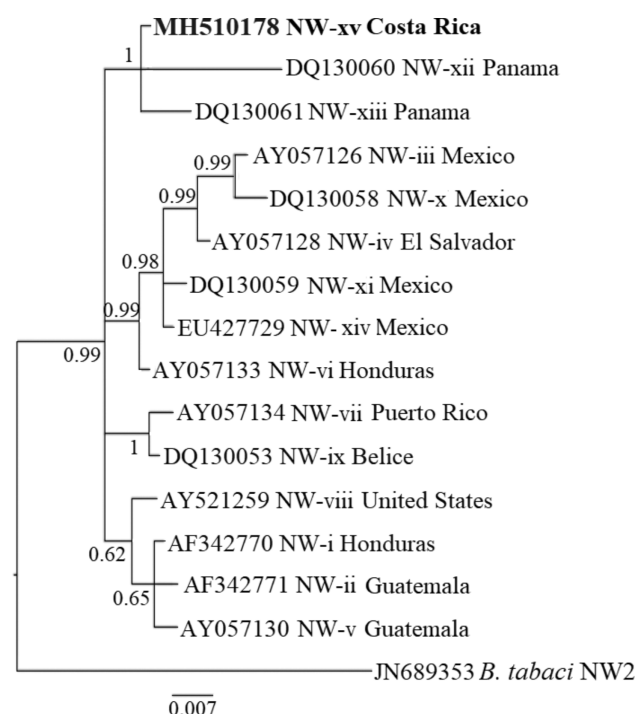 MH510178 NW-xv Costa Rica
1
DQ130060 NW-xii Panama
DQ130061 NW-xiii Panama
0.99
AY057126 NW-iii Mexico
0.99
DQ130058 NW-x Mexico
AY057128 NW-iv El Salvador
0.98
DQ130059 NW-xi Mexico
0.99
EU427729 NW-xiv Mexico
0.99
AY057133 NW-vi Honduras
AY057134 NW-vii Puerto Rico
1
DQ130053 NW-ix Belice
AY521259 NW-viii United States
AF342770 NW-i Honduras
0.62
AF342771 NW-ii Guatemala
0.65
AY057130 NW-v Guatemala
JN689353 B. tabaci NW2
0.007